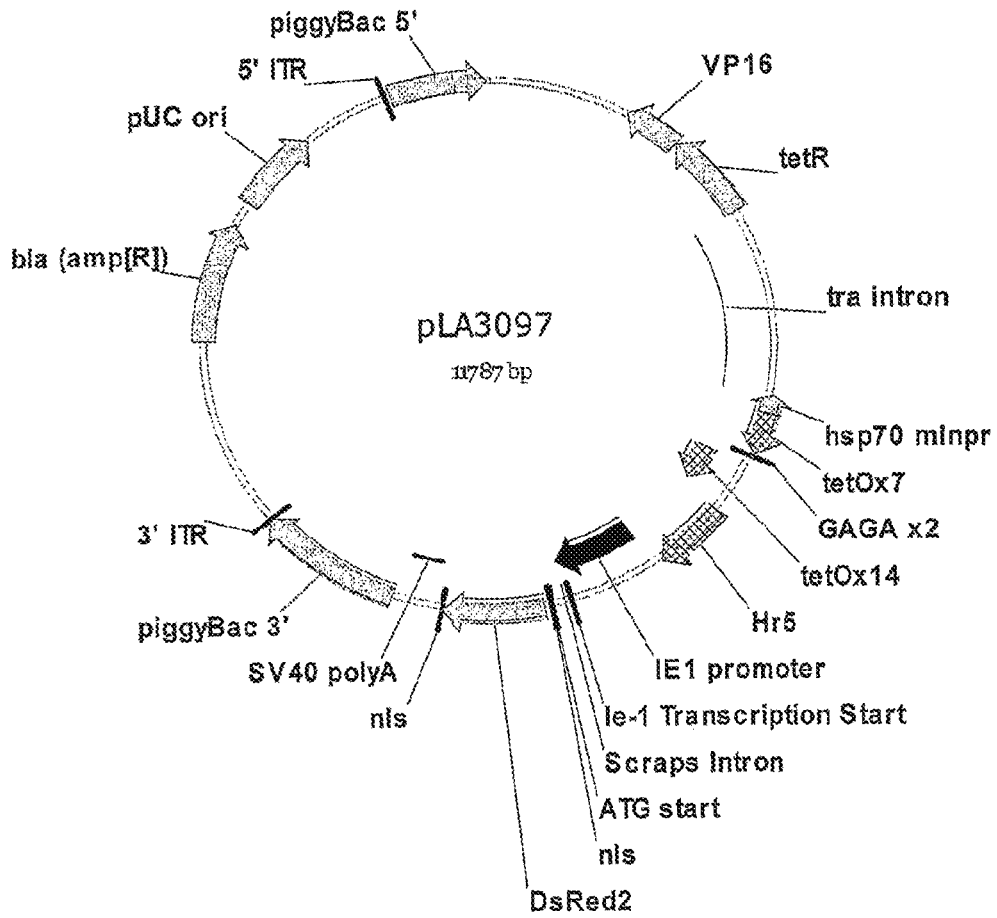 piggyBac 5'
5' ITR
VP16
pUC ori
tetR
bla (amp[R])
tra intron
pLA3097
11787 bp
hsp70 minpr
tetOx7
GAGA x2
3' ITR
tetOx14
Hr5
piggyBac 3'
SV40 polyA
IE1 promoter
nls
Ie-1 Transcription Start
Scraps Intron
ATG start
nls
DsRed2